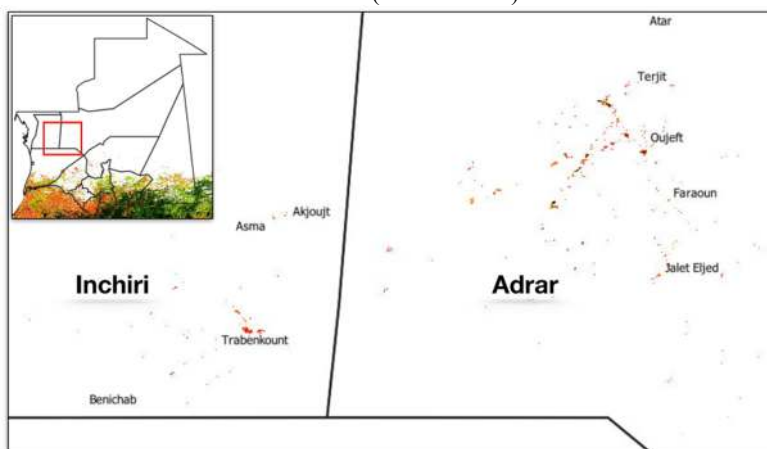 Atar
Terjit
Oujeft
Faraoun
Akjoujt
Asma
Jalet Eljed
Inchiri
Adrar
Trabenkount
Benichab